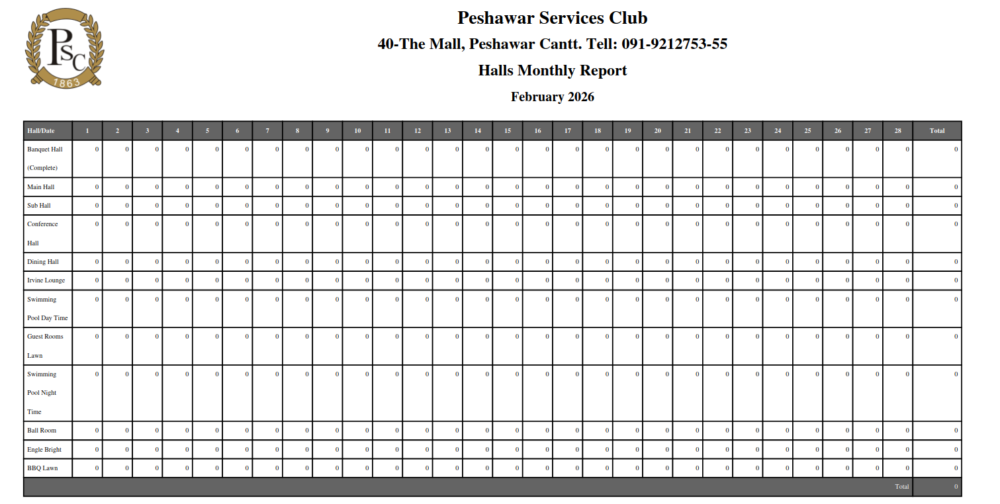 PSC
1863
Peshawar Services Club
40-The Mall, Peshawar Cantt. Tell: 091-9212753-55
Halls Monthly Report
February 2026
Hall/Date 1 2 3 4 5 6 7 8 9 10 11 12 13 14 15 16 17 18 19 20 21 22 23 24 25 26 27 28 Total
Banquet Hall 0 0 0 0 0 0 0 0 0 0 0 0 0 0 0 0 0 0 0 0 0 0 0 0 0 0 0 0 0
(Complete)
Main Hall 0 0 0 0 0 0 0 0 0 0 0 0 0 0 0 0 0 0 0 0 0 0 0 0 0 0 0 0 0
Sub Hall 0 0 0 0 0 0 0 0 0 0 0 0 0 0 0 0 0 0 0 0 0 0 0 0 0 0 0 0 0
Conference 0 0 0 0 0 0 0 0 0 0 0 0 0 0 0 0 0 0 0 0 0 0 0 0 0 0 0 0 0
Hall
Dining Hall 0 0 0 0 0 0 0 0 0 0 0 0 0 0 0 0 0 0 0 0 0 0 0 0 0 0 0 0 0
Irvine Lounge 0 0 0 0 0 0 0 0 0 0 0 0 0 0 0 0 0 0 0 0 0 0 0 0 0 0 0 0 0
Swimming 0 0 0 0 0 0 0 0 0 0 0 0 0 0 0 0 0 0 0 0 0 0 0 0 0 0 0 0 0
Pool Day Time
Guest Rooms 0 0 0 0 0 0 0 0 0 0 0 0 0 0 0 0 0 0 0 0 0 0 0 0 0 0 0 0 0
Lawn
Swimming 0 0 0 0 0 0 0 0 0 0 0 0 0 0 0 0 0 0 0 0 0 0 0 0 0 0 0 0 0
Pool Night
Time
Ball Room 0 0 0 0 0 0 0 0 0 0 0 0 0 0 0 0 0 0 0 0 0 0 0 0 0 0 0 0 0
Engle Bright 0 0 0 0 0 0 0 0 0 0 0 0 0 0 0 0 0 0 0 0 0 0 0 0 0 0 0 0 0
BBQ Lawn 0 0 0 0 0 0 0 0 0 0 0 0 0 0 0 0 0 0 0 0 0 0 0 0 0 0 0 0 0
Total 0